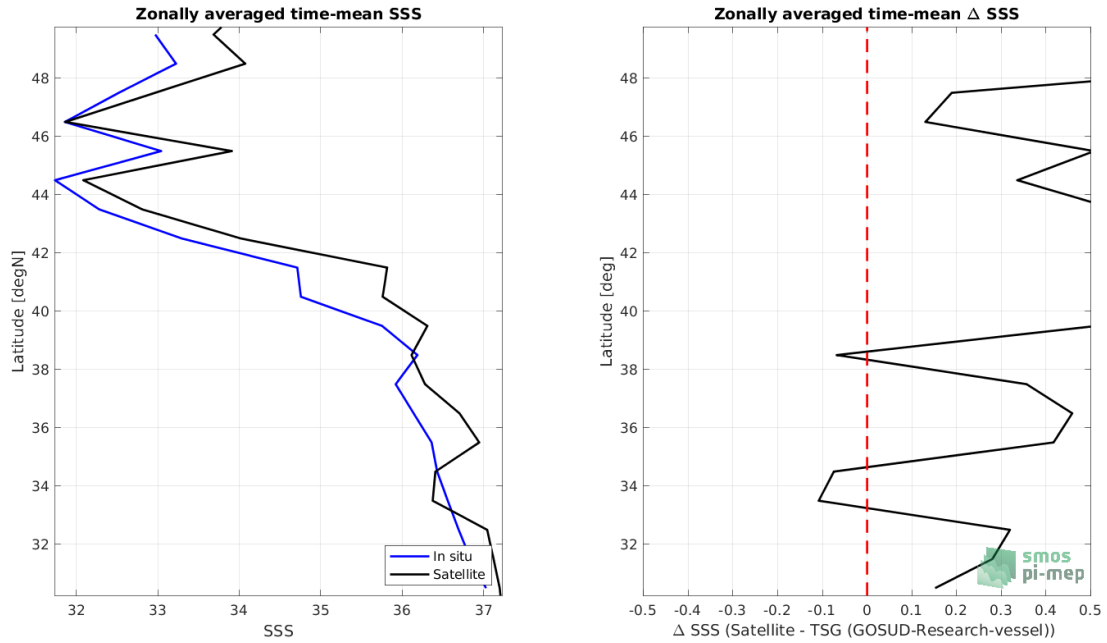 Zonally averaged time-mean SSS
48
46
44
42
40
38
36
34
32
Latitude [degN]
32 33 34 35 36 37
SSS
In situ
Satellite
Zonally averaged time-mean Δ SSS
48
46
44
42
40
38
36
34
32
Latitude [deg]
-0.5 -0.4 -0.3 -0.2 -0.1 0 0.1 0.2 0.3 0.4 0.5
Δ SSS (Satellite - TSG (GOSUD-Research-vessel))
smos
pi-mep